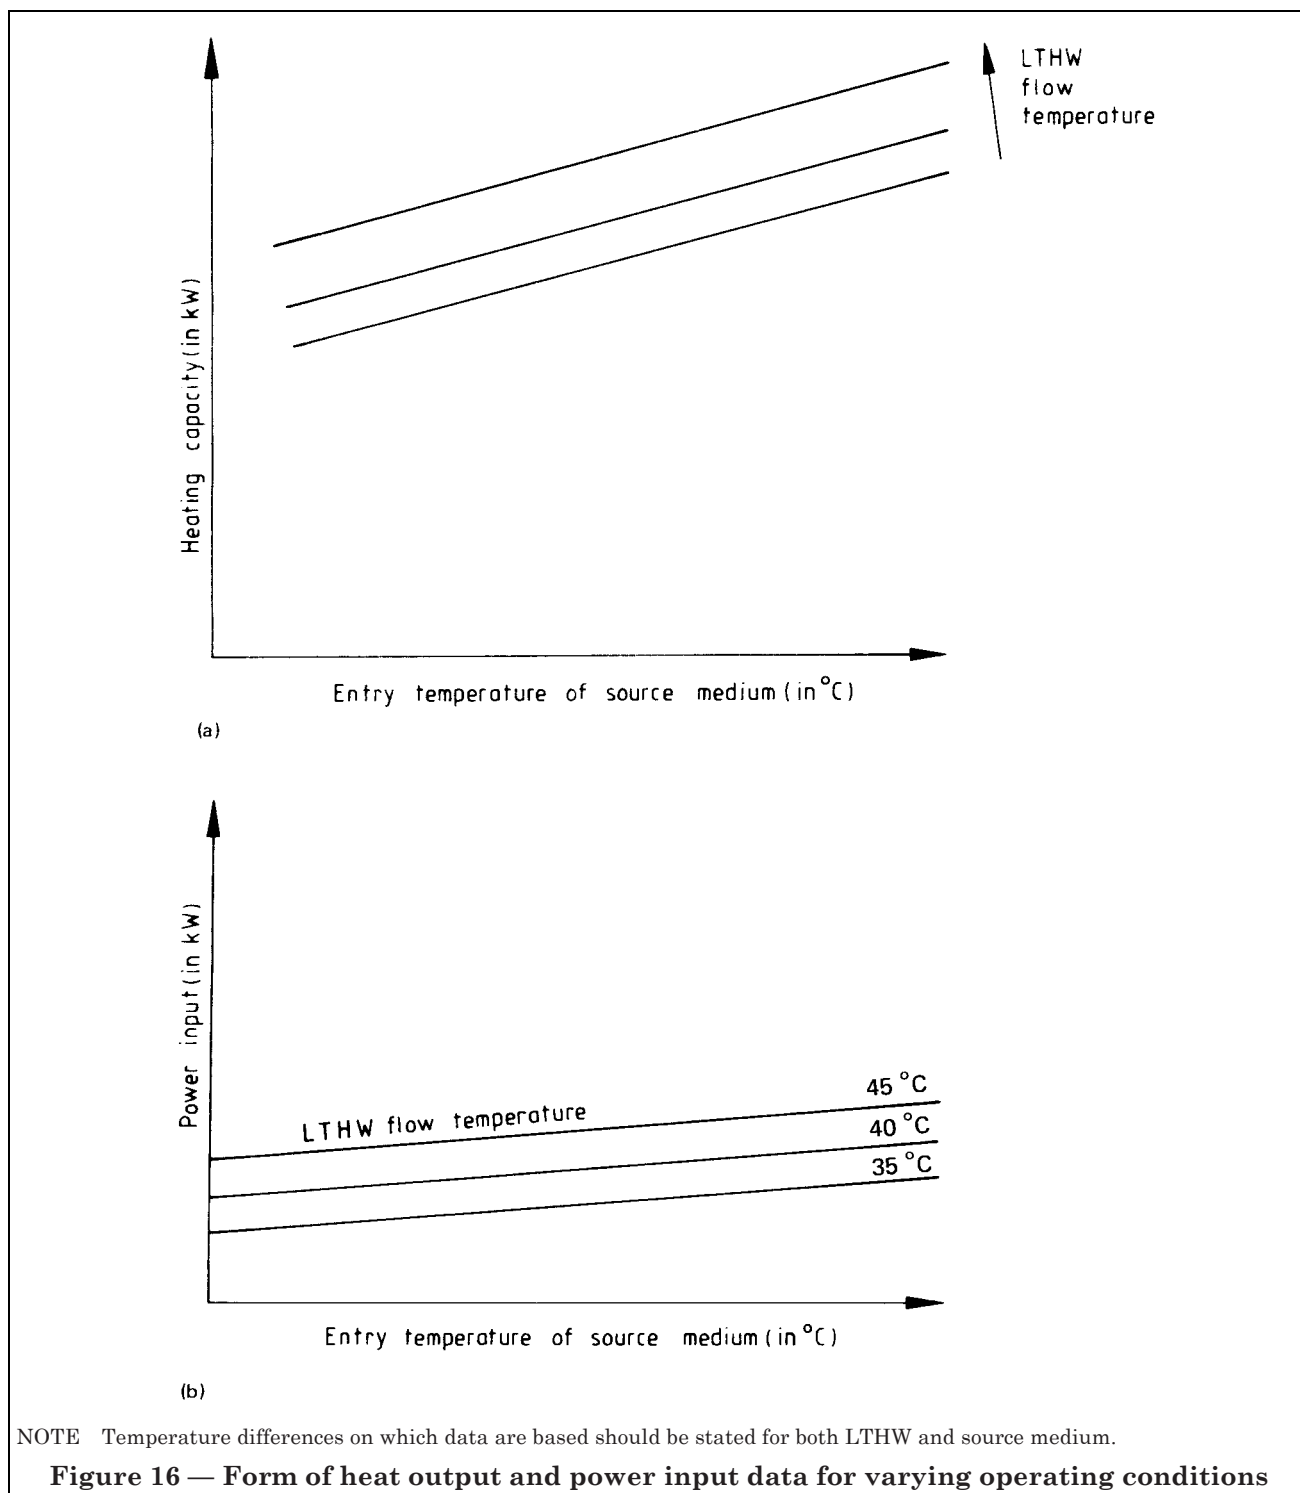 LTHW
flow
temperature
Heating capacity (in kW)
Entry temperature of source medium (in °C)
(a)
Power input (in kW)
LTHW flow temperature
45 °C
40 °C
35 °C
Entry temperature of source medium (in °C)
(b)
NOTE Temperature differences on which data are based should be stated for both LTHW and source medium.
Figure 16 — Form of heat output and power input data for varying operating conditions